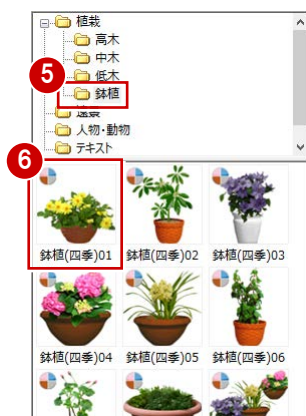 植栽
高木
中木
5
低木
鉢植
遠景
人物･動物
6
テキスト
鉢植(四季)01 鉢植(四季)02 鉢植(四季)03
鉢植(四季)04 鉢植(四季)05 鉢植(四季)06